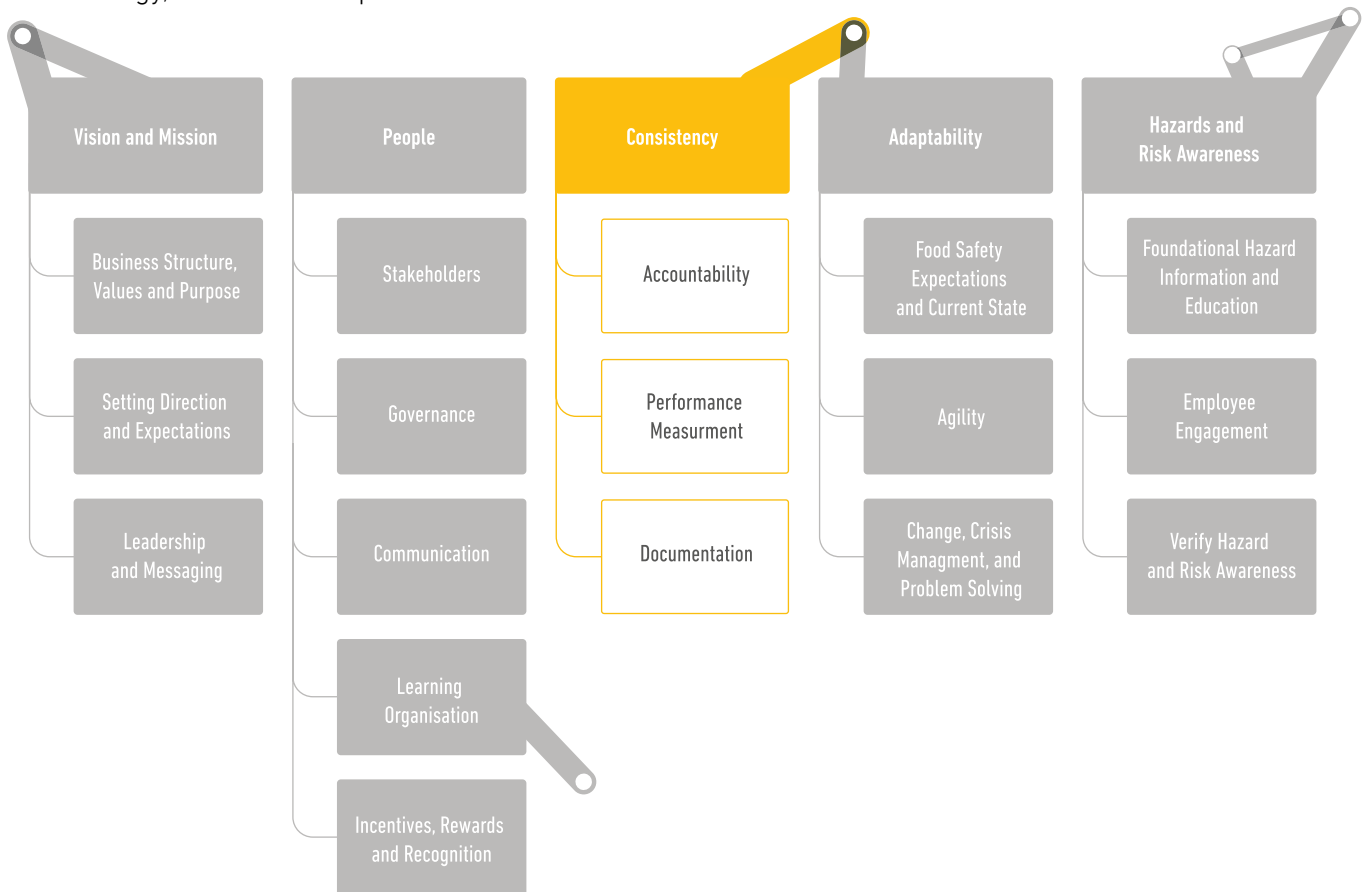 Vision and Mission
Business Structure,
Values and Purpose
Setting Direction
and Expectations
Leadership
and Messaging
People
Stakeholders
Governance
Communication
Learning
Organisation
Incentives, Rewards
and Recognition
Consistency
Accountability
Performance
Measurment
Documentation
Adaptability
Food Safety
Expectations
and Current State
Agility
Change, Crisis
Managment, and
Problem Solving
Hazards and
Risk Awareness
Foundational Hazard
Information and
Education
Employee
Engagement
Verify Hazard
and Risk Awareness